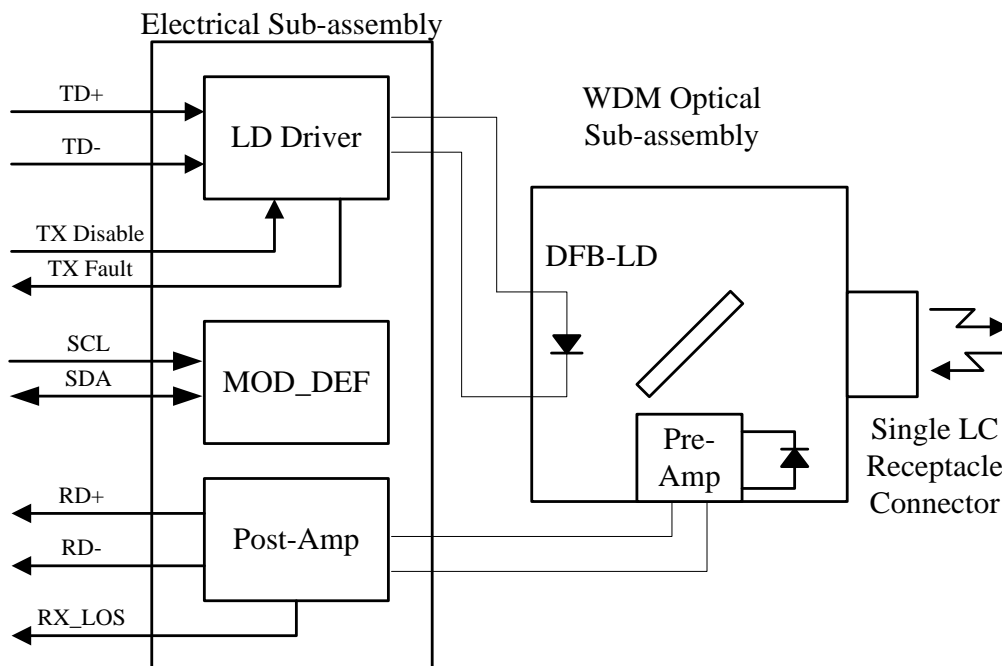 Electrical Sub-assembly
TD+
TD-
LD Driver
TX Disable
TX Fault
WDM Optical
Sub-assembly
DFB-LD
SCL
SDA
MOD_DEF
Pre-
Amp
Single LC
Receptacle
Connector
RD+
RD-
Post-Amp
RX_LOS